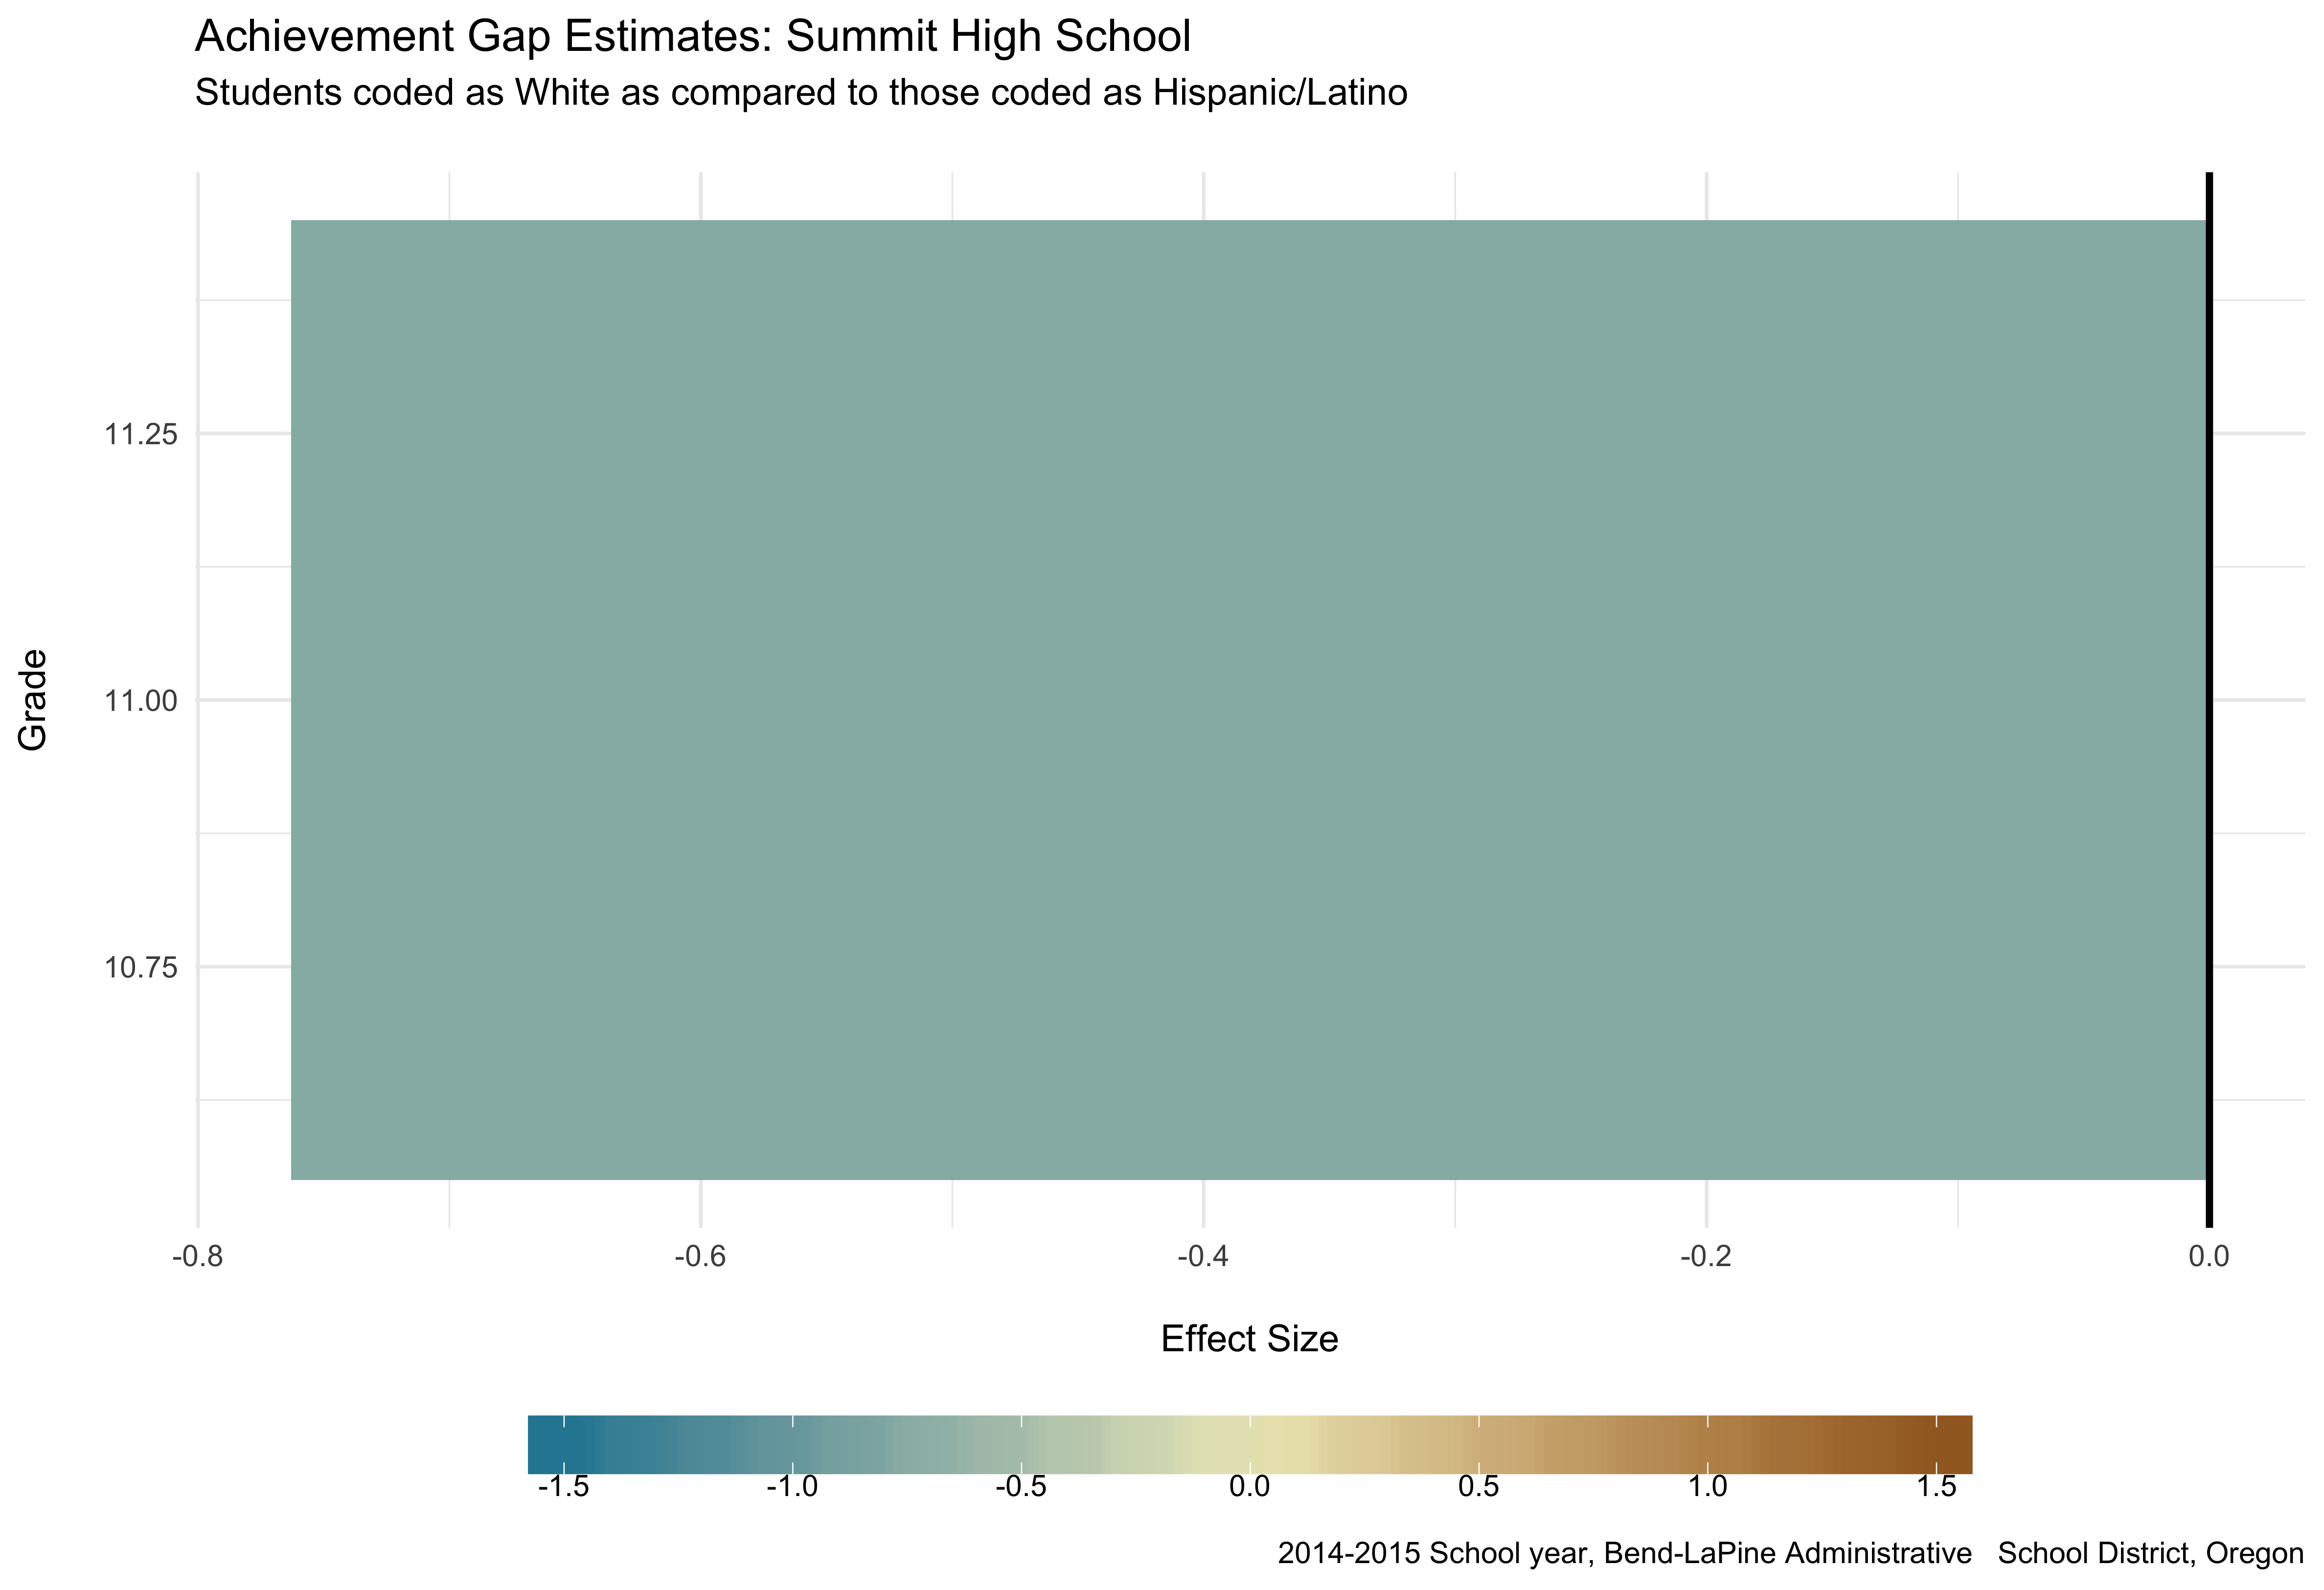 Achievement Gap Estimates: Summit High School
Students coded as White as compared to those coded as Hispanic/Latino
Grade
11.25
11.00
10.75
-0.8 -0.6 -0.4 -0.2 0.0
Effect Size
-1.5 -1.0 -0.5 0.0 0.5 1.0 1.5
2014-2015 School year, Bend-LaPine Administrative   School District, Oregon